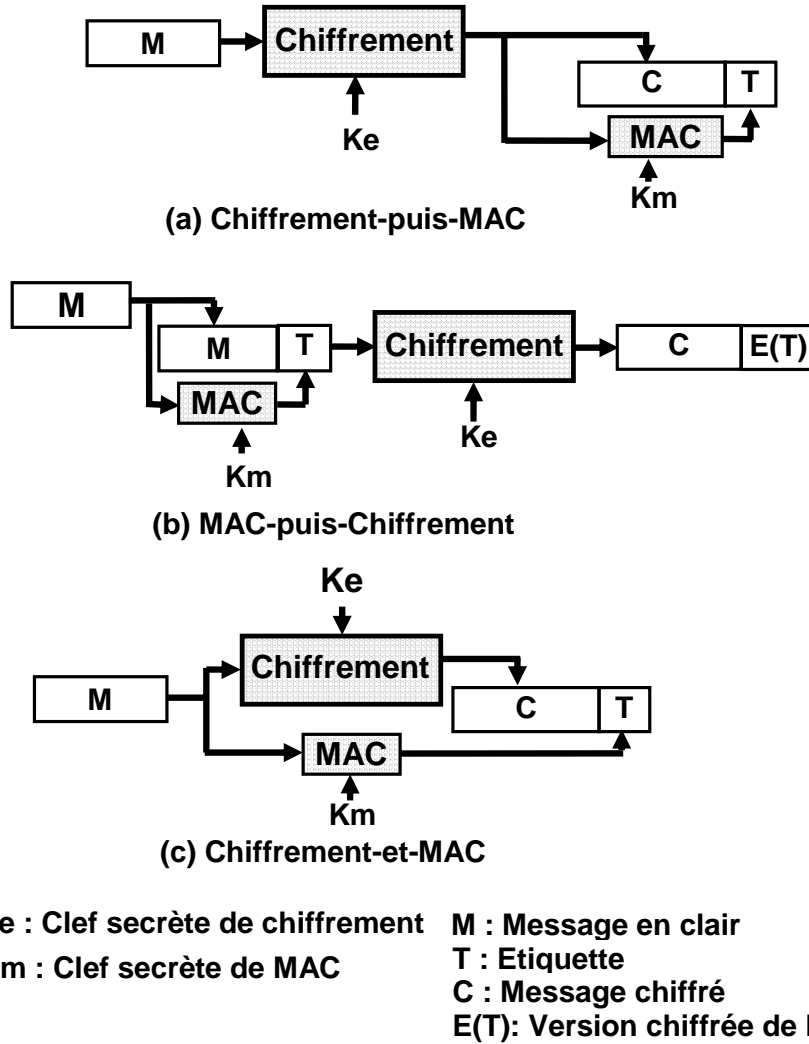 M Chiffrement
C T
Ke MAC
Km
(a) Chiffrement-puis-MAC
M
M T Chiffrement C E(T)
MAC
Ke
Km
(b) MAC-puis-Chiffrement
Ke
Chiffrement
M C T
MAC
Km
(c) Chiffrement-et-MAC
e : Clef secrète de chiffrement M : Message en clair
m : Clef secrète de MAC T : Etiquette
C : Message chiffré
E(T): Version chiffrée de